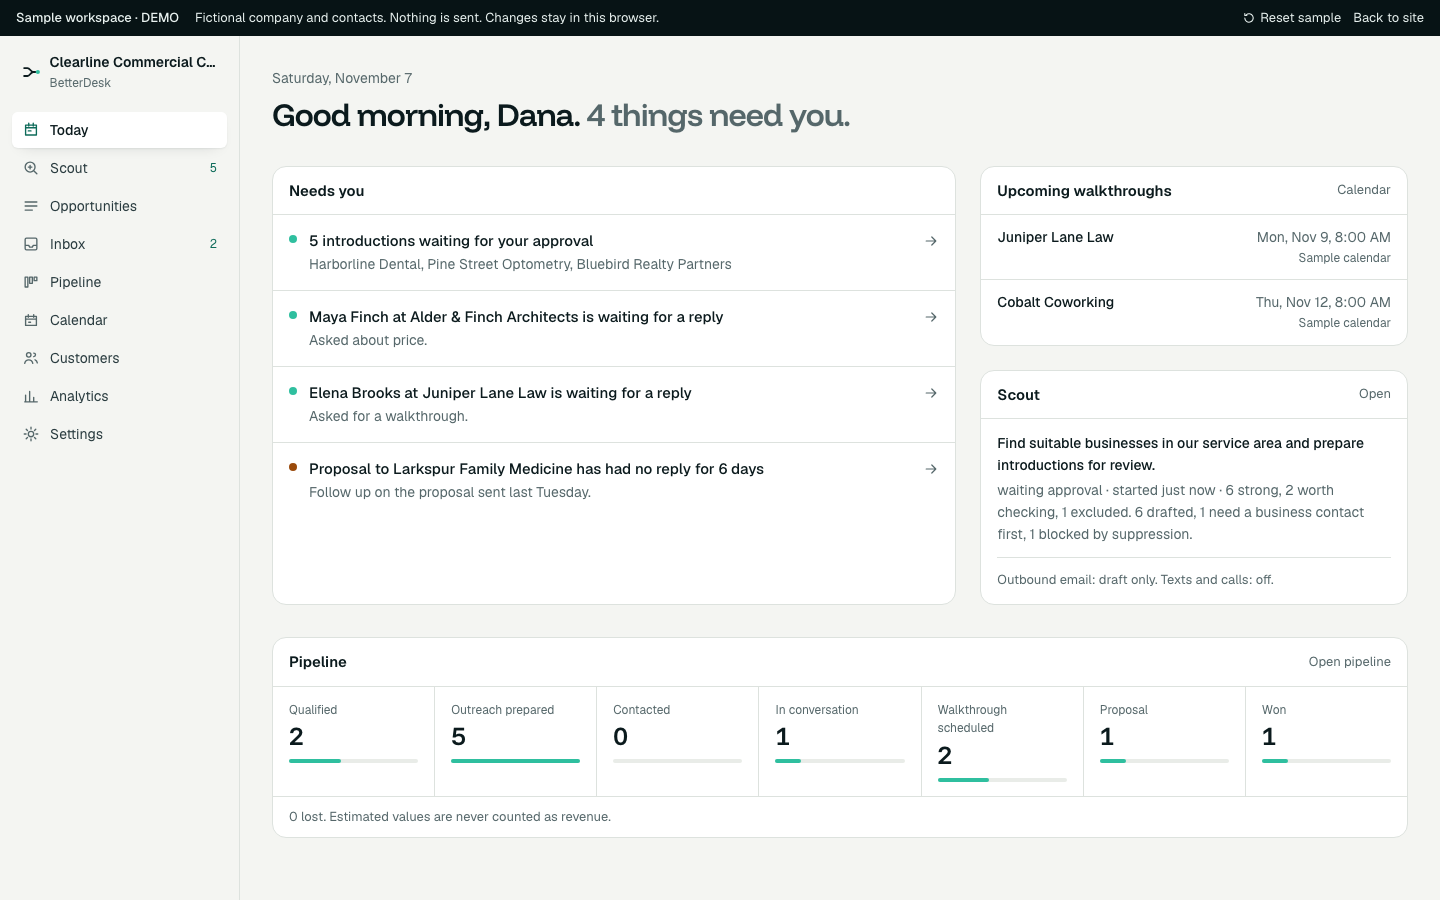 Sample workspace · DEMO Fictional company and contacts. Nothing is sent. Changes stay in this browser. Reset sample Back to site
Clearline Commercial C...
BetterDesk
Today
Scout 5
Opportunities
Inbox 2
Pipeline
Calendar
Customers
Analytics
Settings
Saturday, November 7
Good morning, Dana. 4 things need you.
Needs you
5 introductions waiting for your approval
Harborline Dental, Pine Street Optometry, Bluebird Realty Partners
Maya Finch at Alder & Finch Architects is waiting for a reply
Asked about price.
Elena Brooks at Juniper Lane Law is waiting for a reply
Asked for a walkthrough.
Proposal to Larkspur Family Medicine has had no reply for 6 days
Follow up on the proposal sent last Tuesday.
Upcoming walkthroughs Calendar
Juniper Lane Law Mon, Nov 9, 8:00 AM
Sample calendar
Cobalt Coworking Thu, Nov 12, 8:00 AM
Sample calendar
Scout Open
Find suitable businesses in our service area and prepare
introductions for review.
waiting approval · started just now · 6 strong, 2 worth
checking, 1 excluded. 6 drafted, 1 need a business contact
first, 1 blocked by suppression.
Outbound email: draft only. Texts and calls: off.
Pipeline Open pipeline
Qualified
2
Outreach prepared
5
Contacted
0
In conversation
1
Walkthrough
scheduled
2
Proposal
1
Won
1
0 lost. Estimated values are never counted as revenue.